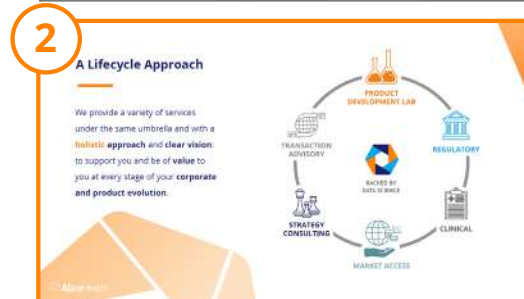 2
A Lifecycle Approach
We provide a variety of services
under the same umbrella and with a
holistic approach and clear vision
to support you and be of value to
you at every stage of your corporate
and product evolution.
PRODUCT
DEVELOPMENT LAB
REGULATORY
CLINICAL
MARKET ACCESS
STRATEGY
CONSULTING
TRANSACTION
ADVISORY
BACKED BY
DATA SCIENCE